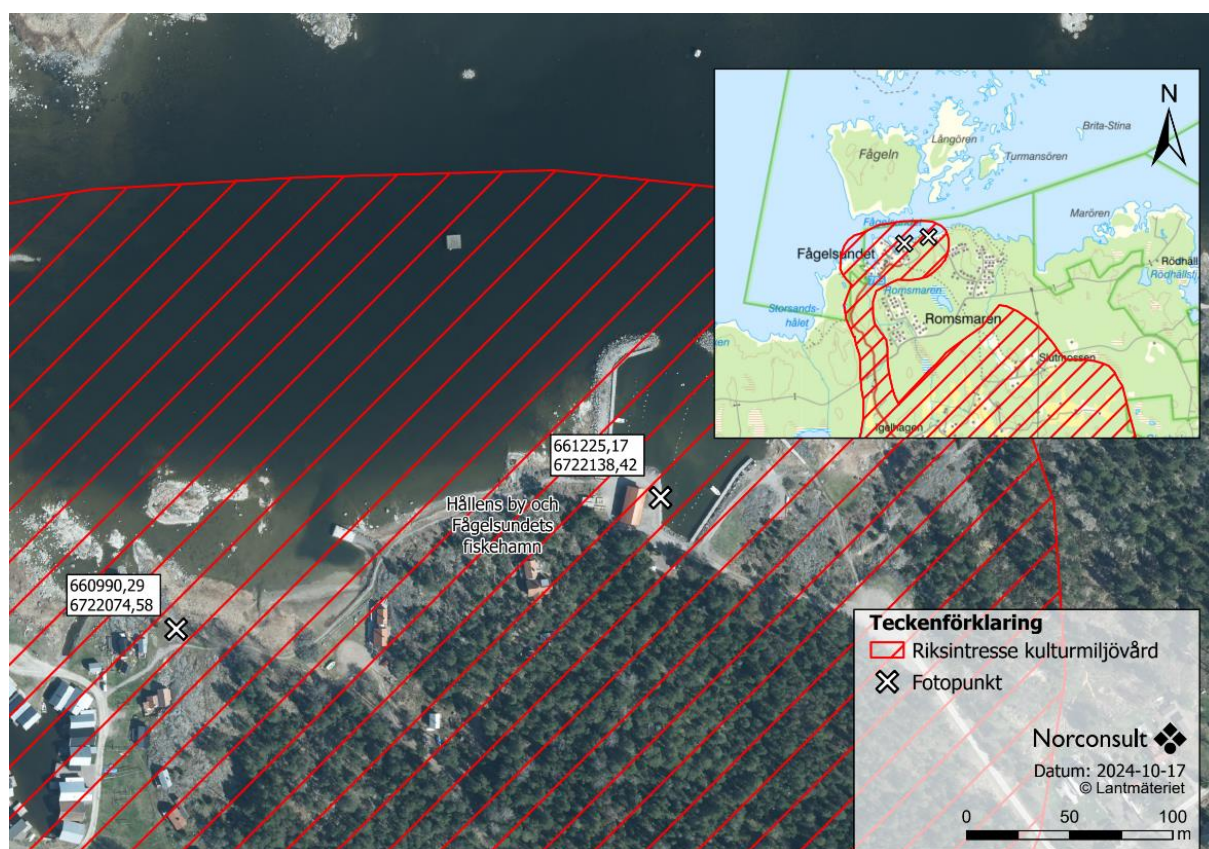 N
Långören
Brita-Stina
Fågeln
Turmansören
Marören
Fågelsundet
Fågelsundet
Romsmaren
Storsands-
hålet
Romsmaren
Slutmossen
Igelhagen
Rödhäll
Rödhällst
661225,17
6722138,42
Hållens by och
Fågelsundets
fiskehamn
660990,29
6722074,58
Teckenförklaring
Riksintresse kulturmiljövård
Fotopunkt
Norconsult
Datum: 2024-10-17
© Lantmäteriet
0 50 100
m